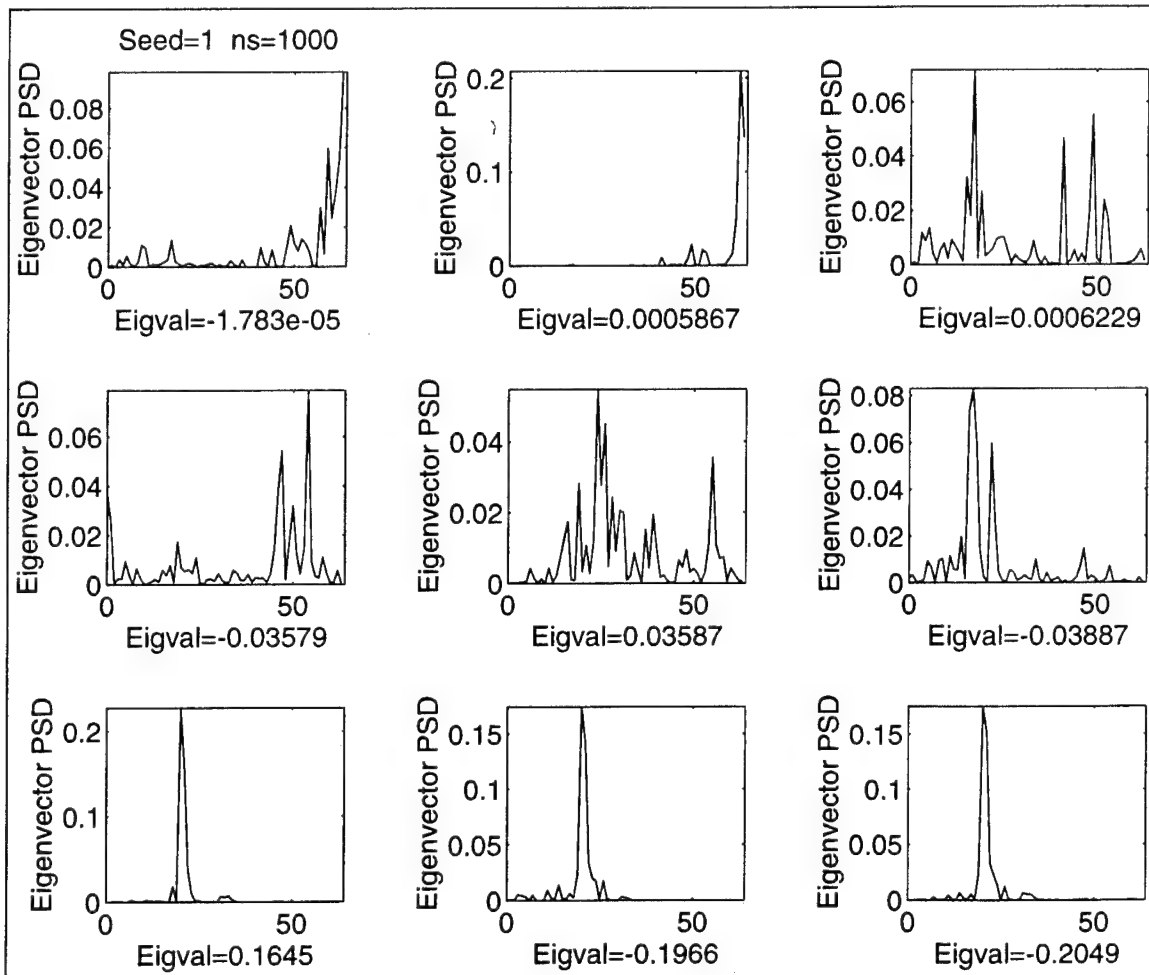 Seed=1 ns=1000
Eigenvector PSD
0.08
0.06
0.04
0.02
0
0 50
Eigval=-1.783e-05
Eigenvector PSD
0.2
0.1
0
0 50
Eigval=0.0005867
Eigenvector PSD
0.06
0.04
0.02
0
0 50
Eigval=0.0006229
Eigenvector PSD
0.06
0.04
0.02
0
0 50
Eigval=-0.03579
Eigenvector PSD
0.04
0.02
0
0 50
Eigval=0.03587
Eigenvector PSD
0.08
0.06
0.04
0.02
0
0 50
Eigval=-0.03887
Eigenvector PSD
0.2
0.1
0
0 50
Eigval=0.1645
Eigenvector PSD
0.15
0.1
0.05
0
0 50
Eigval=-0.1966
Eigenvector PSD
0.15
0.1
0.05
0
0 50
Eigval=-0.2049